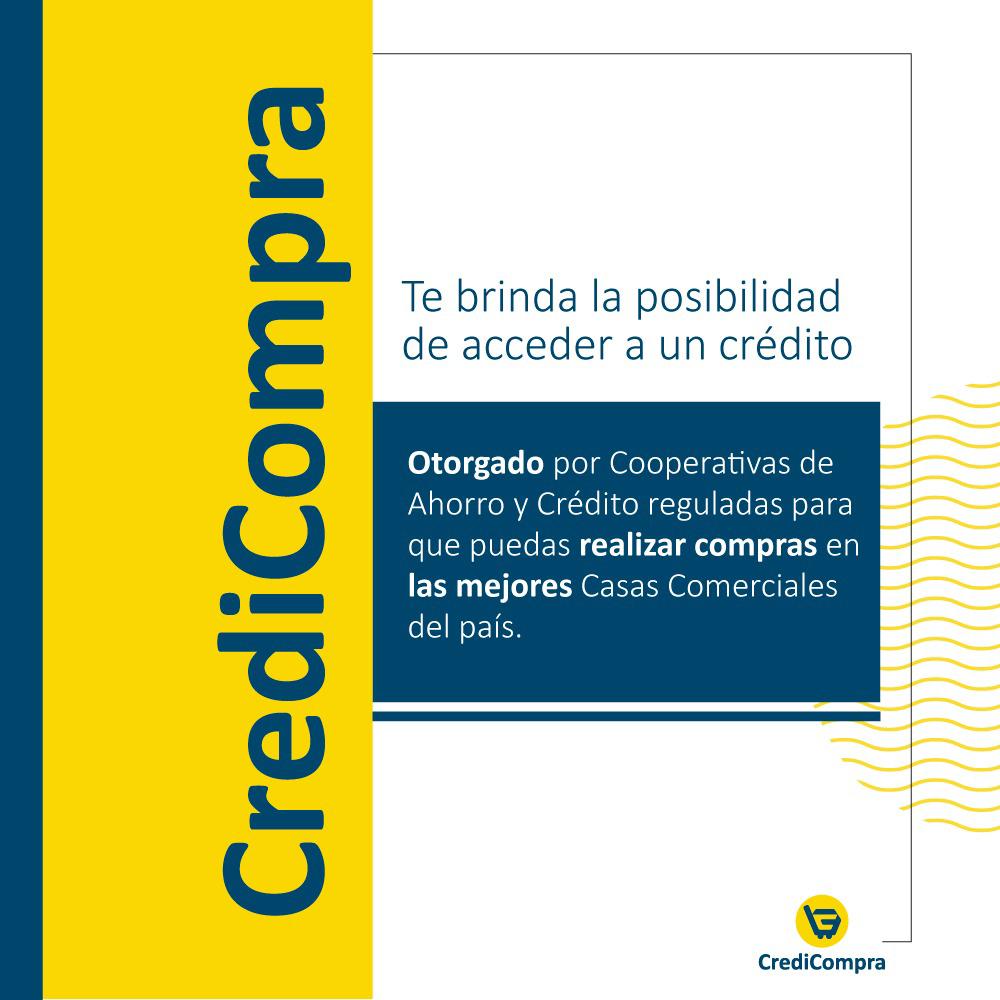 CrediCompra
Te brinda la posibilidad
de acceder a un crédito
Otorgado por Cooperativas de
Ahorro y Crédito reguladas para
que puedas realizar compras en
las mejores Casas Comerciales
del país.
CrediCompra